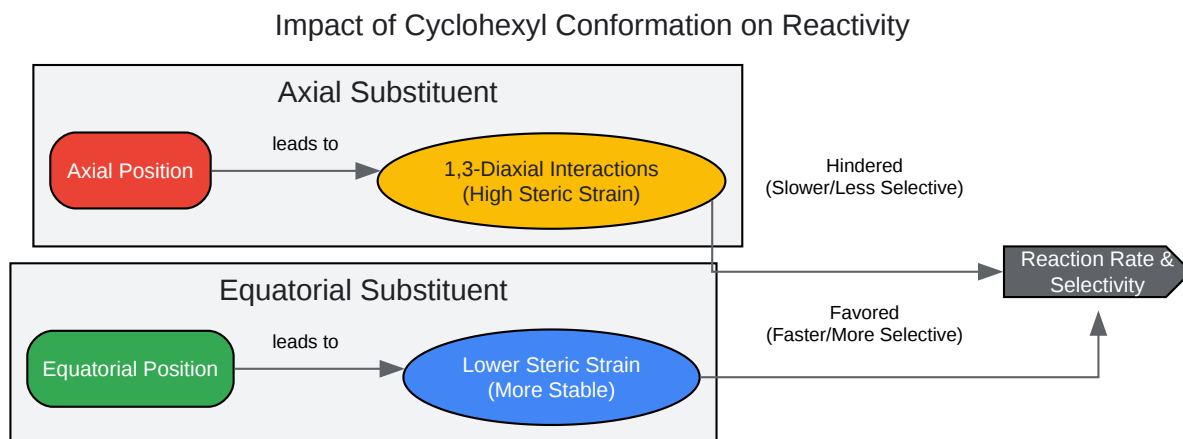 Impact of Cyclohexyl Conformation on Reactivity
Axial Substituent
Axial Position
leads to
1,3-Diaxial Interactions
(High Steric Strain)
Hindered
(Slower/Less Selective)
Reaction Rate &
Selectivity
Equatorial Substituent
Equatorial Position
leads to
Lower Steric Strain
(More Stable)
Favored
(Faster/More Selective)